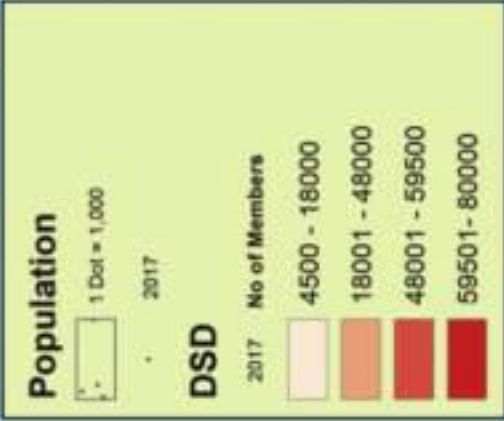 Population
1 Dot = 1,000
2017
DSD
2017 No of Members
4500 - 18000
18001 - 48000
48001 - 59500
59501- 80000